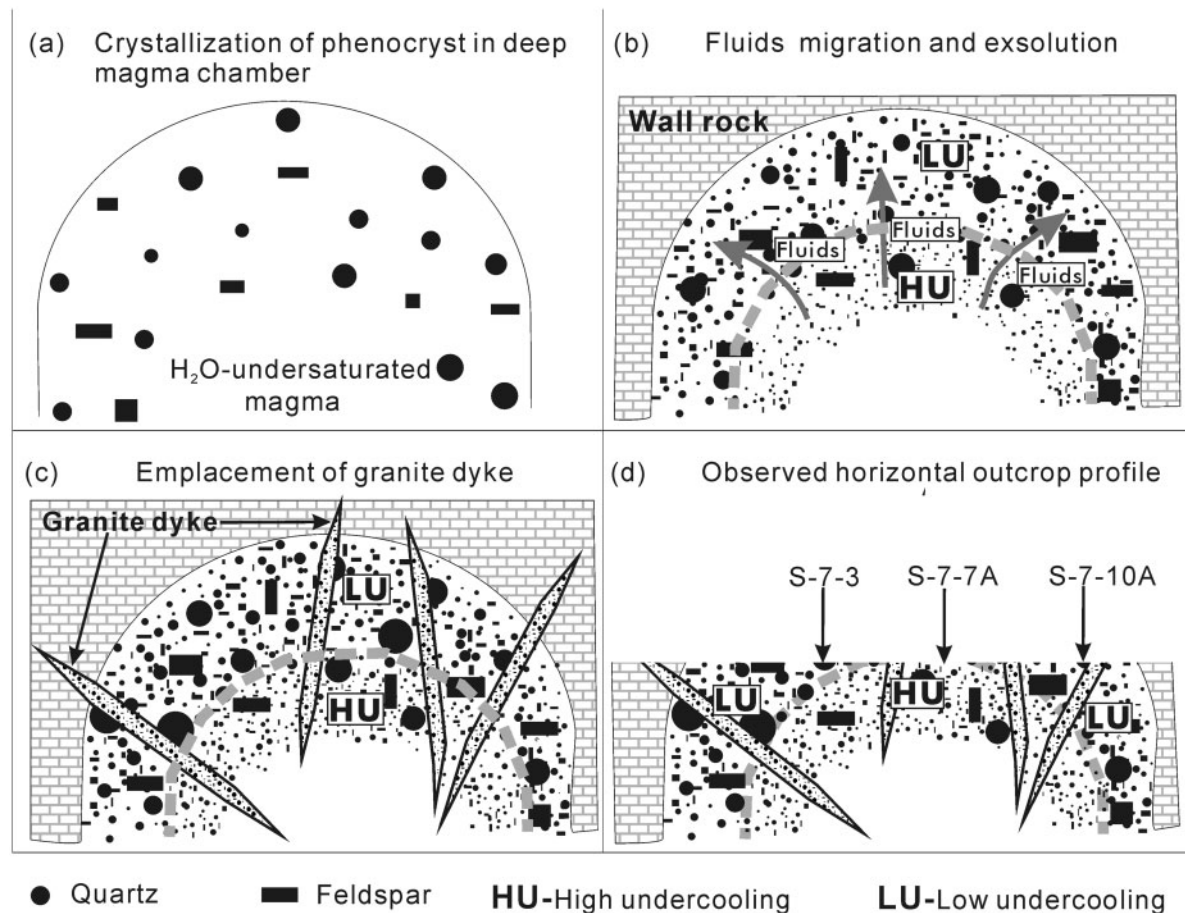 (a) Crystallization of phenocryst in deep
magma chamber
H₂O-undersaturated
magma
(b) Fluids migration and exsolution
Wall rock
LU
Fluids
Fluids
Fluids
HU
(c) Emplacement of granite dyke
Granite dyke
LU
HU
(d) Observed horizontal outcrop profile
S-7-3 S-7-7A S-7-10A
LU HU LU
Quartz Feldspar HU-High undercooling LU-Low undercooling